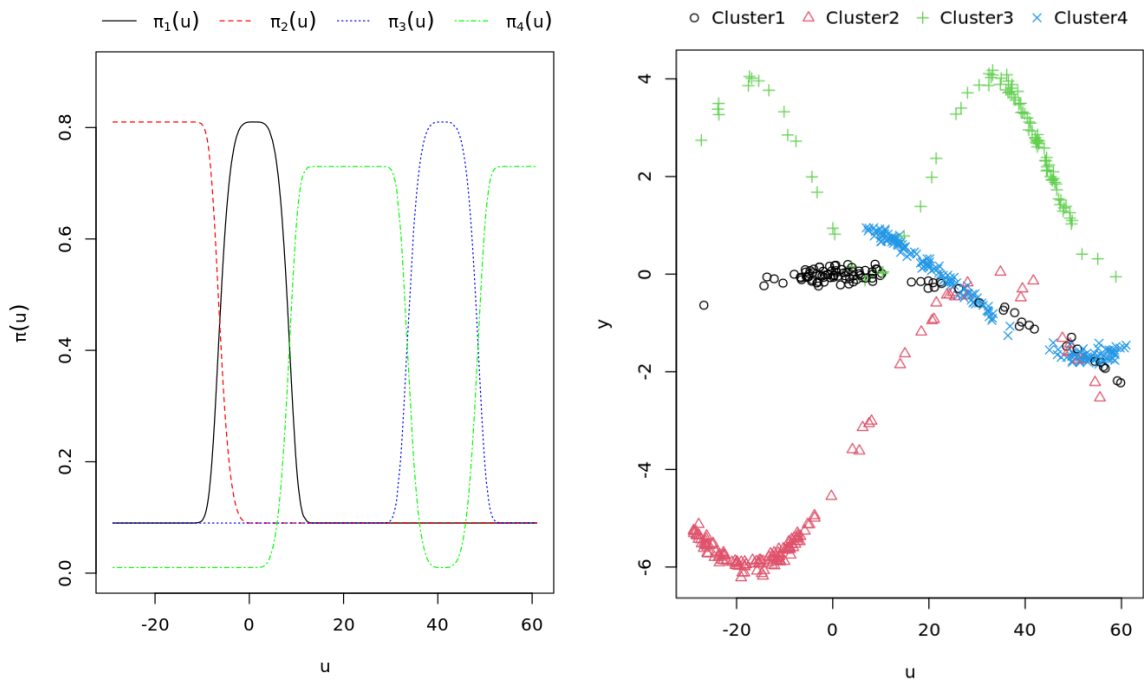 π₁(u) π₂(u) π₃(u) π₄(u)
0.8
0.6
0.4
0.2
0.0
π(u)
-20 0 20 40 60
u
Cluster1 Cluster2 Cluster3 Cluster4
4
2
0
-2
-4
-6
y
-20 0 20 40 60
u